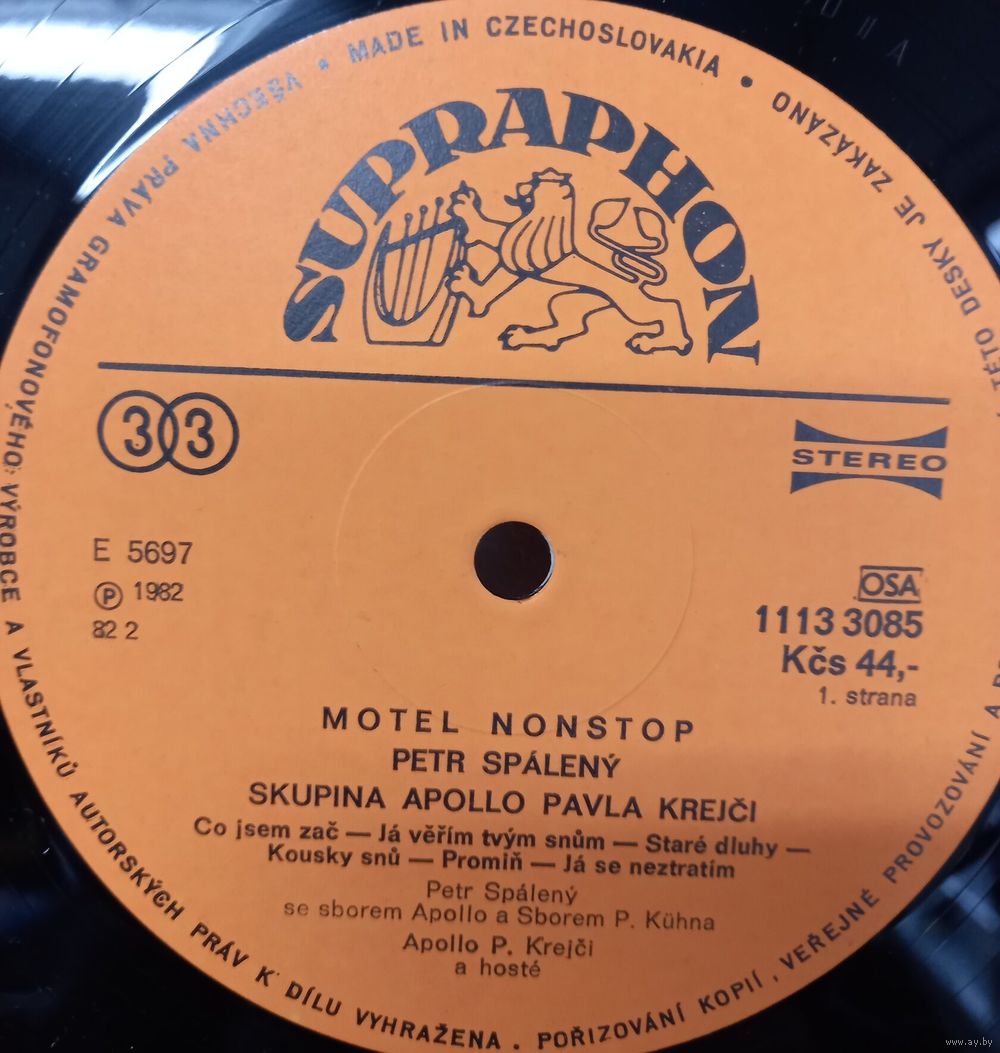 MADE IN CZECHOSLOVAKIA •
VŠECHNA PRÁVA GRAMOFONOVÉHO VÝROBCE A VLASTNÍKŮ AUTORSKÝCH PRÁV K DÍLU VYHRAŽENA . POŘIZOVÁNÍ KOPIÍ, VEŘEJNÉ PROVOZOVÁNÍ A
TÉTO DESKY JE ZAKÁZÁNO
SUPRAPHON
33
STEREO
E 5697
℗ 1982
82 2
OSA
1113 3085
Kčs 44,-
1. strana
MOTEL NONSTOP
PETR SPÁLENÝ
SKUPINA APOLLO PAVLA KREJČI
Co jsem zač — Já věřím tvým snům — Staré dluhy —
Kousky snů — Promiň — Já se neztratím
Petr Spálený
se sborem Apollo a Sborem P. Kühna
Apollo P. Krejči
a hosté
www.ay.by